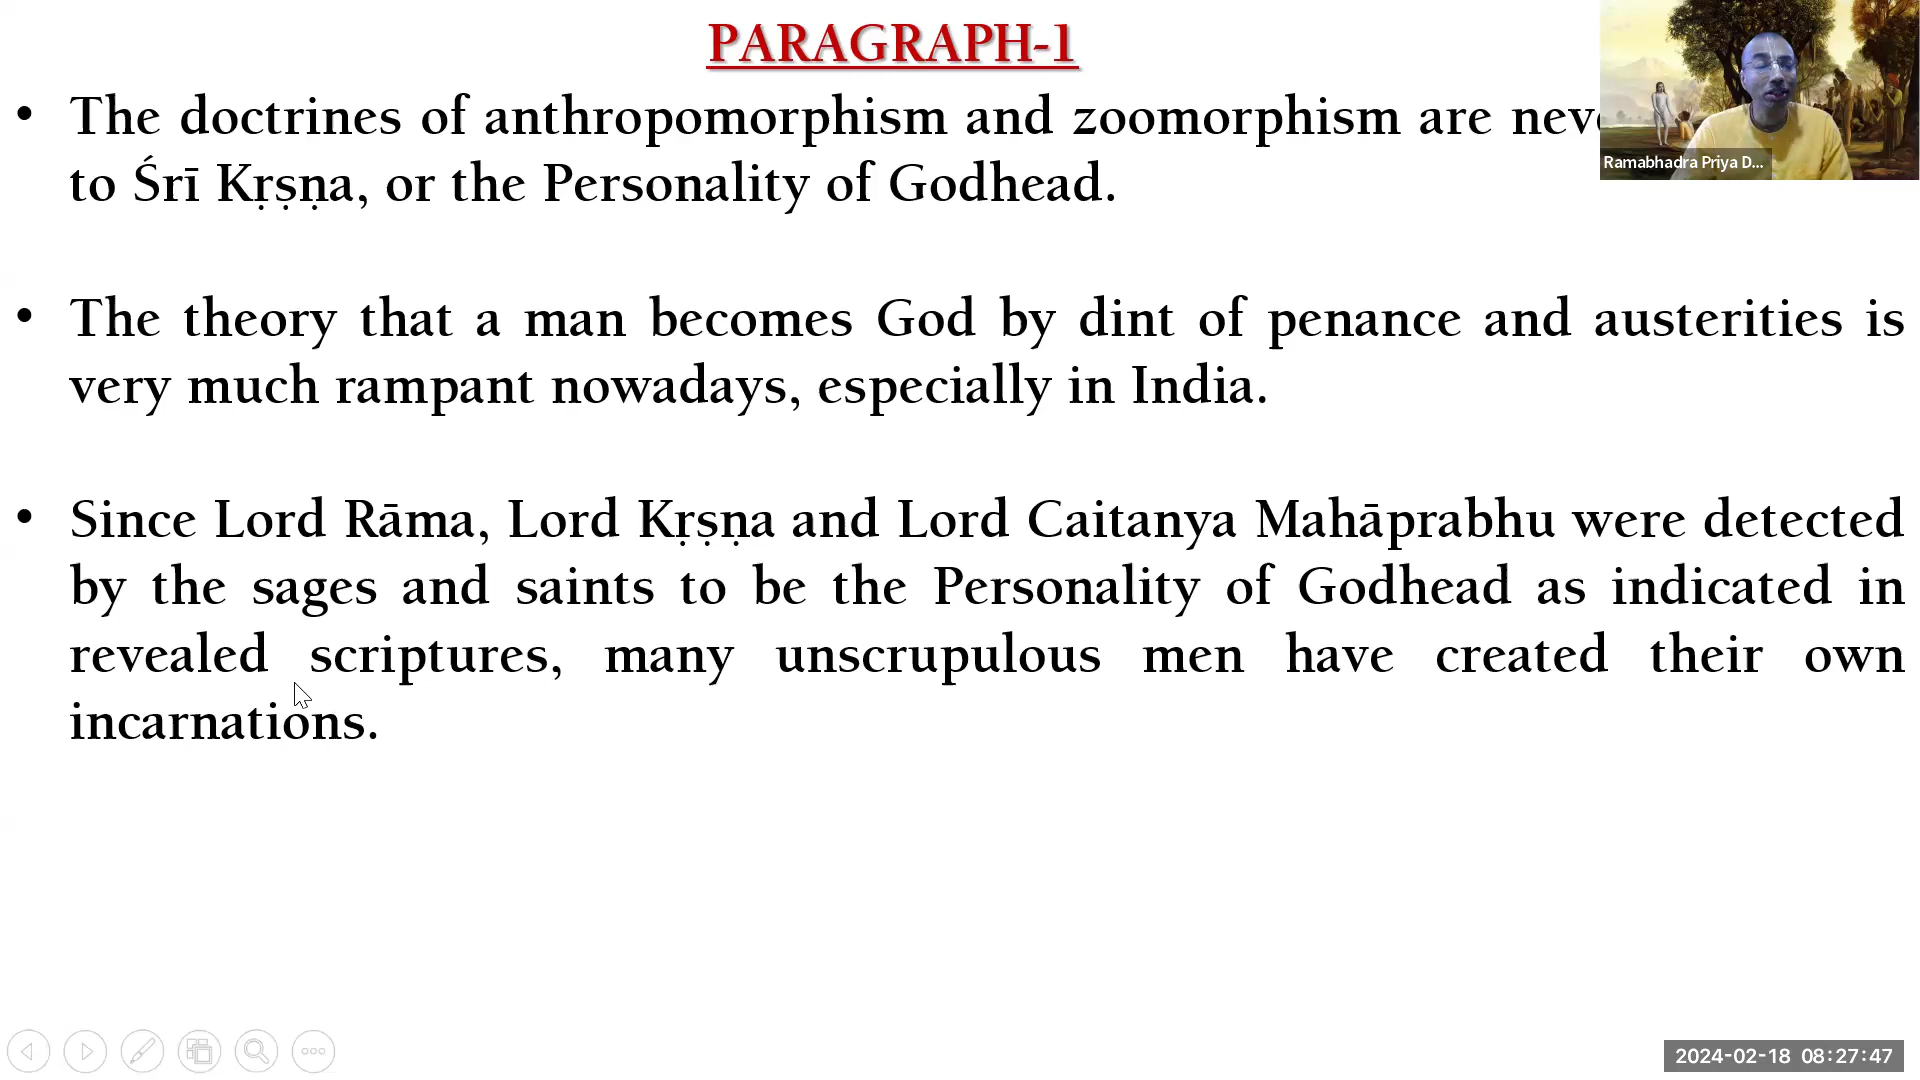 PARAGRAPH-1
• The doctrines of anthropomorphism and zoomorphism are
to Śrī Kṛṣṇa, or the Personality of Godhead.
• The theory that a man becomes God by dint of penance and austerities is
very much rampant nowadays, especially in India.
• Since Lord Rāma, Lord Kṛṣṇa and Lord Caitanya Mahāprabhu were detected
by the sages and saints to be the Personality of Godhead as indicated in
revealed scriptures, many unscrupulous men have created their own
incarnations.
Ramabhadra Priya D...
2024-02-18 08:27:47